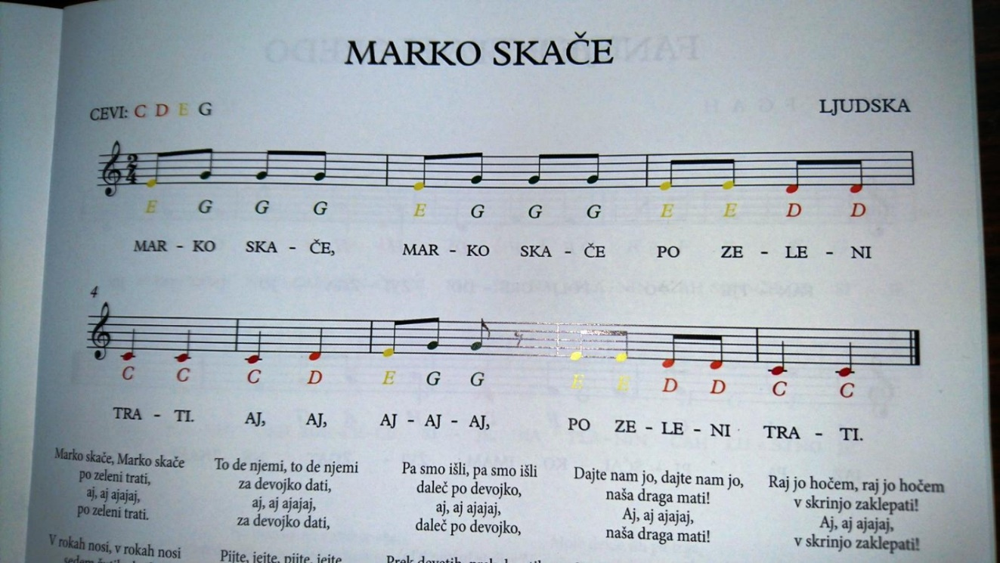 MARKO SKAČE
CEVI: C D E G
LJUDSKA
2
4
E G G G E G G G E E D D
MAR - KO SKA - ČE, MAR - KO SKA - ČE PO ZE - LE - NI
4
C C C D E G G E E D D C C
TRA - TI. AJ, AJ, AJ - AJ - AJ, PO ZE - LE - NI TRA - TI.
Marko skače, Marko skače
po zeleni trati,
aj, aj ajajaj,
po zeleni trati.
To de njemi, to de njemi
za devojko dati,
aj, aj ajajaj,
za devojko dati,
Pa smo išli, pa smo išli
daleč po devojko,
aj, aj ajajaj,
daleč po devojko,
Dajte nam jo, dajte nam jo,
naša draga mati!
Aj, aj ajajaj,
naša draga mati!
Raj jo hočem, raj jo hočem
v skrinjo zaklepati!
Aj, aj ajajaj,
v skrinjo zaklepati!
V rokah nosi, v rokah nosi
sedem
Pijte, jejte, pijte, jejte